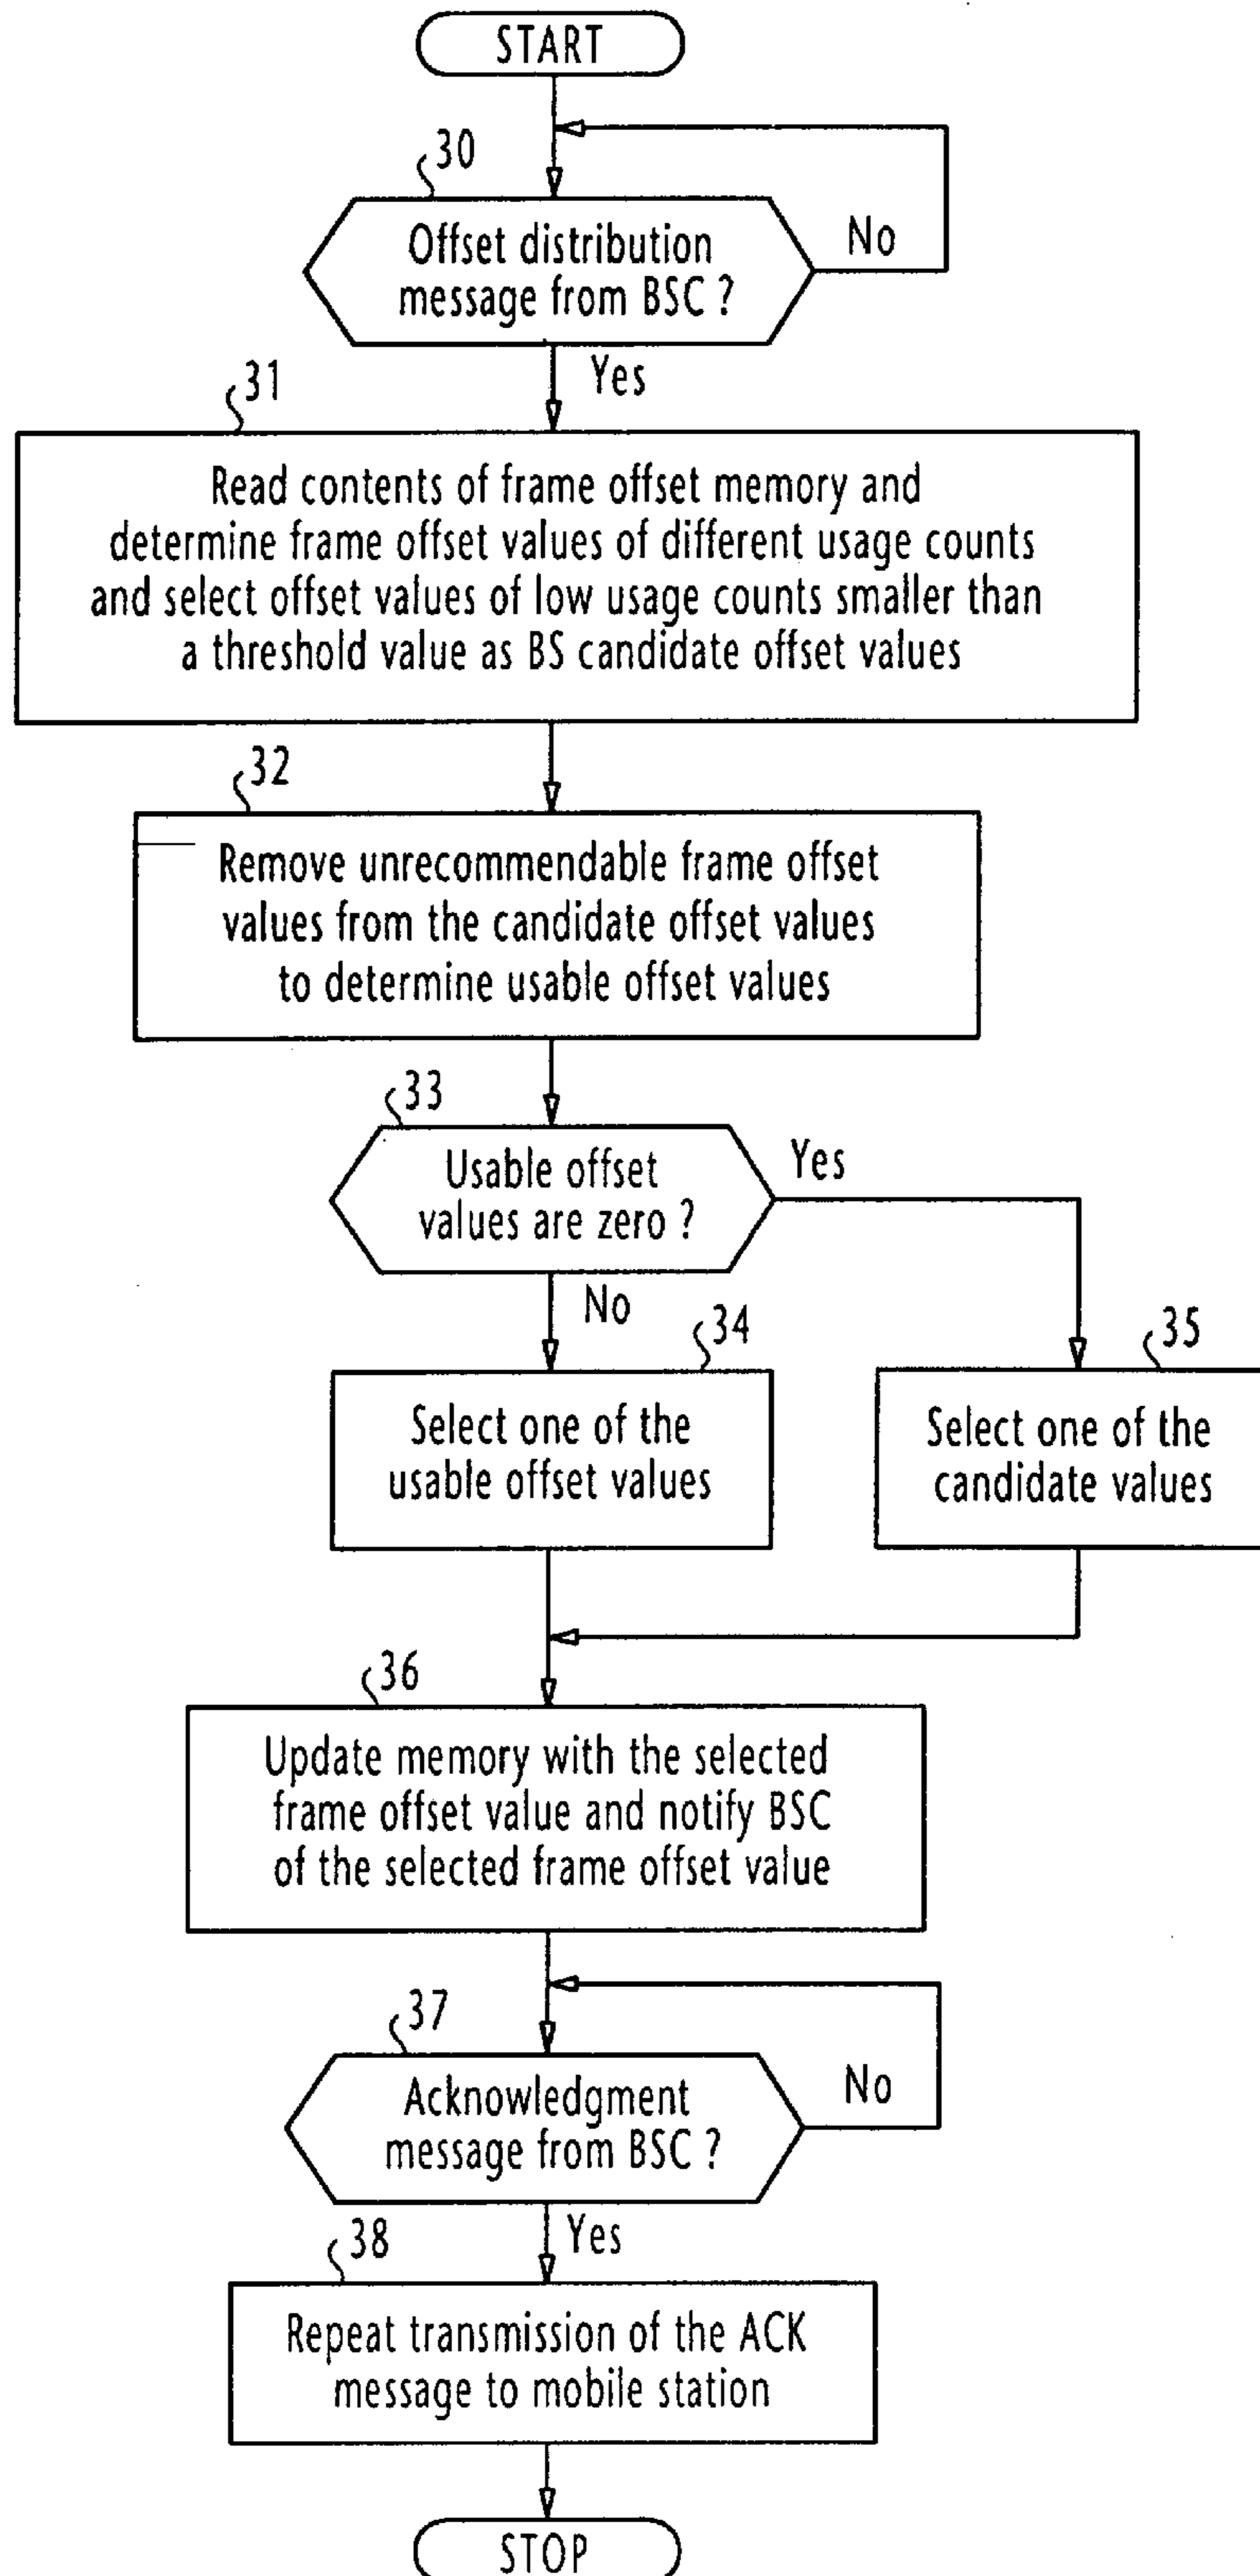 START
30
Offset distribution
message from BSC ?
No
Yes
31
Read contents of frame offset memory and
determine frame offset values of different usage counts
and select offset values of low usage counts smaller than
a threshold value as BS candidate offset values
32
Remove unrecommendable frame offset
values from the candidate offset values
to determine usable offset values
33
Usable offset
values are zero ?
Yes
No
34
Select one of the
usable offset values
35
Select one of the
candidate values
36
Update memory with the selected
frame offset value and notify BSC
of the selected frame offset value
37
Acknowledgment
message from BSC ?
No
Yes
38
Repeat transmission of the ACK
message to mobile station
STOP